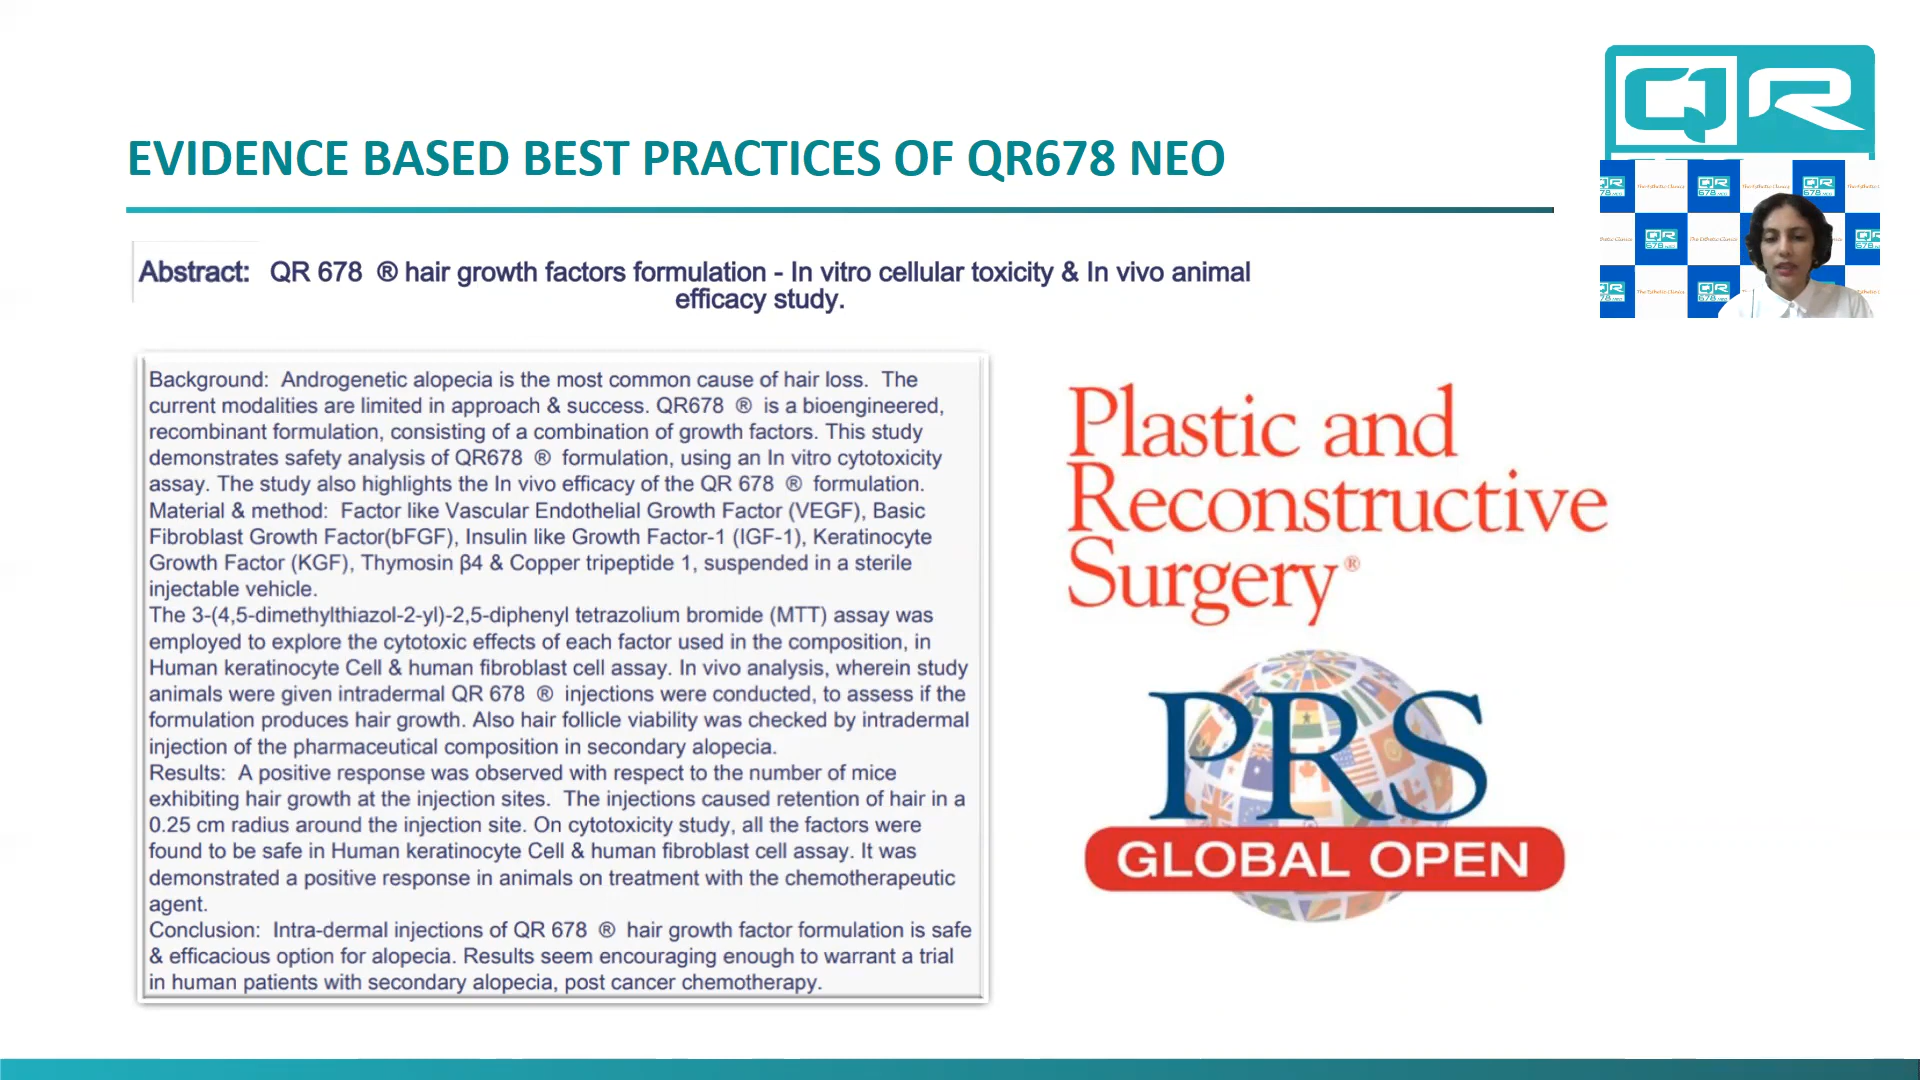 EVIDENCE BASED BEST PRACTICES OF QR678 NEO
QR
Abstract: QR 678 ® hair growth factors formulation - In vitro cellular toxicity & In vivo animal
efficacy study.
Background: Androgenetic alopecia is the most common cause of hair loss. The
current modalities are limited in approach & success. QR678 ® is a bioengineered,
recombinant formulation, consisting of a combination of growth factors. This study
demonstrates safety analysis of QR678 ® formulation, using an In vitro cytotoxicity
assay. The study also highlights the In vivo efficacy of the QR 678 ® formulation.
Material & method: Factor like Vascular Endothelial Growth Factor (VEGF), Basic
Fibroblast Growth Factor(bFGF), Insulin like Growth Factor-1 (IGF-1), Keratinocyte
Growth Factor (KGF), Thymosin β4 & Copper tripeptide 1, suspended in a sterile
injectable vehicle.
The 3-(4,5-dimethylthiazol-2-yl)-2,5-diphenyl tetrazolium bromide (MTT) assay was
employed to explore the cytotoxic effects of each factor used in the composition, in
Human keratinocyte Cell & human fibroblast cell assay. In vivo analysis, wherein study
animals were given intradermal QR 678 ® injections were conducted, to assess if the
formulation produces hair growth. Also hair follicle viability was checked by intradermal
injection of the pharmaceutical composition in secondary alopecia.
Results: A positive response was observed with respect to the number of mice
exhibiting hair growth at the injection sites. The injections caused retention of hair in a
0.25 cm radius around the injection site. On cytotoxicity study, all the factors were
found to be safe in Human keratinocyte Cell & human fibroblast cell assay. It was
demonstrated a positive response in animals on treatment with the chemotherapeutic
agent.
Conclusion: Intra-dermal injections of QR 678 ® hair growth factor formulation is safe
& efficacious option for alopecia. Results seem encouraging enough to warrant a trial
in human patients with secondary alopecia, post cancer chemotherapy.
Plastic and
Reconstructive
Surgery®
PRS
GLOBAL OPEN